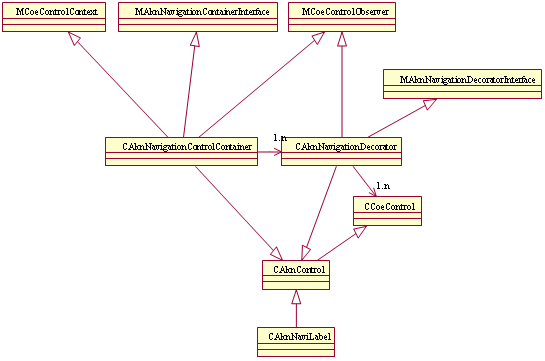 MCoeControlContext
MAknNavigationContainerInterface
MCoeControlObserver
MAknNavigationDecoratorInterface
CAknNavigationControlContainer
1.n
CAknNavigationDecorator
1.n
CCoeControl
CAknControl
CAknNaviLabel